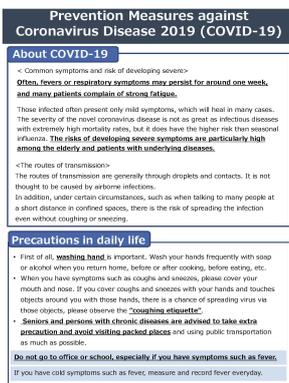 Prevention Measures against
Coronavirus Disease 2019 (COVID-19)
About COVID-19
< Common symptoms and risk of developing severe>
Often, fevers or respiratory symptoms may persist for around one week,
and many patients complain of strong fatigue.
Those infected often present only mild symptoms, which will heal in many cases.
The severity of the novel coronavirus disease is not as great as infectious diseases
with extremely high mortality rates, but it does have the higher risk than seasonal
influenza. The risks of developing severe symptoms are particularly high
among the elderly and patients with underlying diseases.
<The routes of transmission>
The routes of transmission are generally through droplets and contacts. It is not
thought to be caused by airborne infections.
In addition, under certain circumstances, such as when talking to many people at
a short distance in confined spaces, there is the risk of spreading the infection
even without coughing or sneezing.
Precautions in daily life
• First of all, washing hand is important. Wash your hands frequently with soap
or alcohol when you return home, before or after cooking, before eating, etc.
• When you have symptoms such as coughs and sneezes, please cover your
mouth and nose. If you cover coughs and sneezes with your hands and touches
objects around you with those hands, there is a chance of spreading virus via
those objects, please observe the "coughing etiquette".
• Seniors and persons with chronic diseases are advised to take extra
precaution and avoid visiting packed places and using public transportation
as much as possible.
Do not go to office or school, especially if you have symptoms such as fever.
If you have cold symptoms such as fever, measure and record fever everyday.